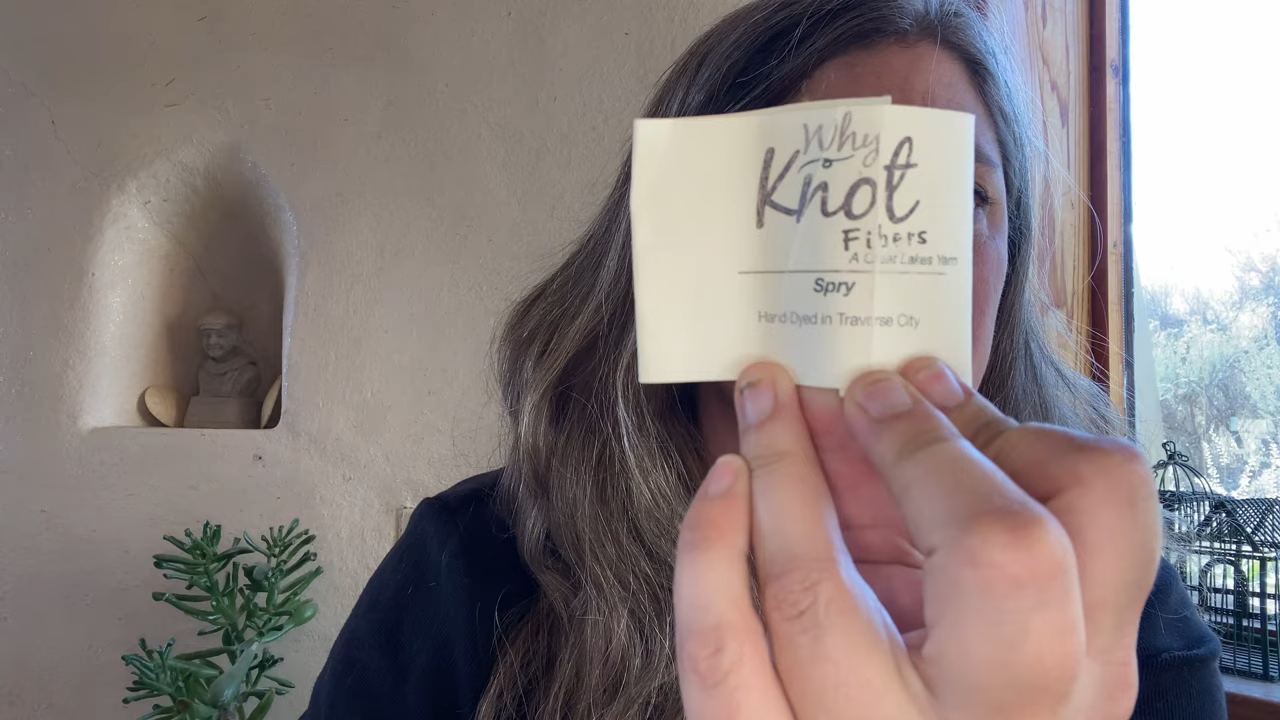 Why
Knot
Fibers
A Great Lakes Yarn
Spry
Hand Dyed in Traverse City